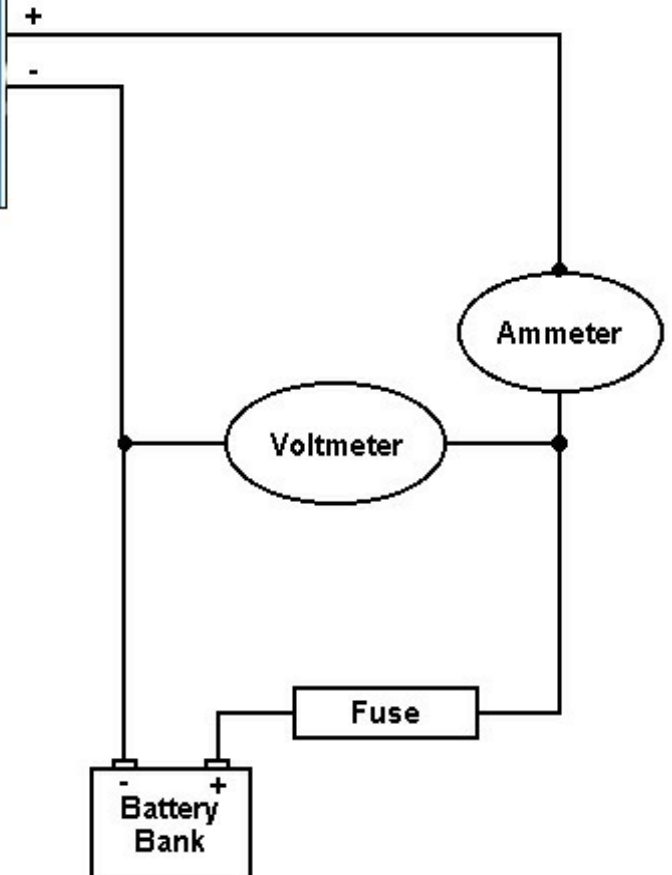 +
-
Ammeter
Voltmeter
Fuse
- +
Battery
Bank